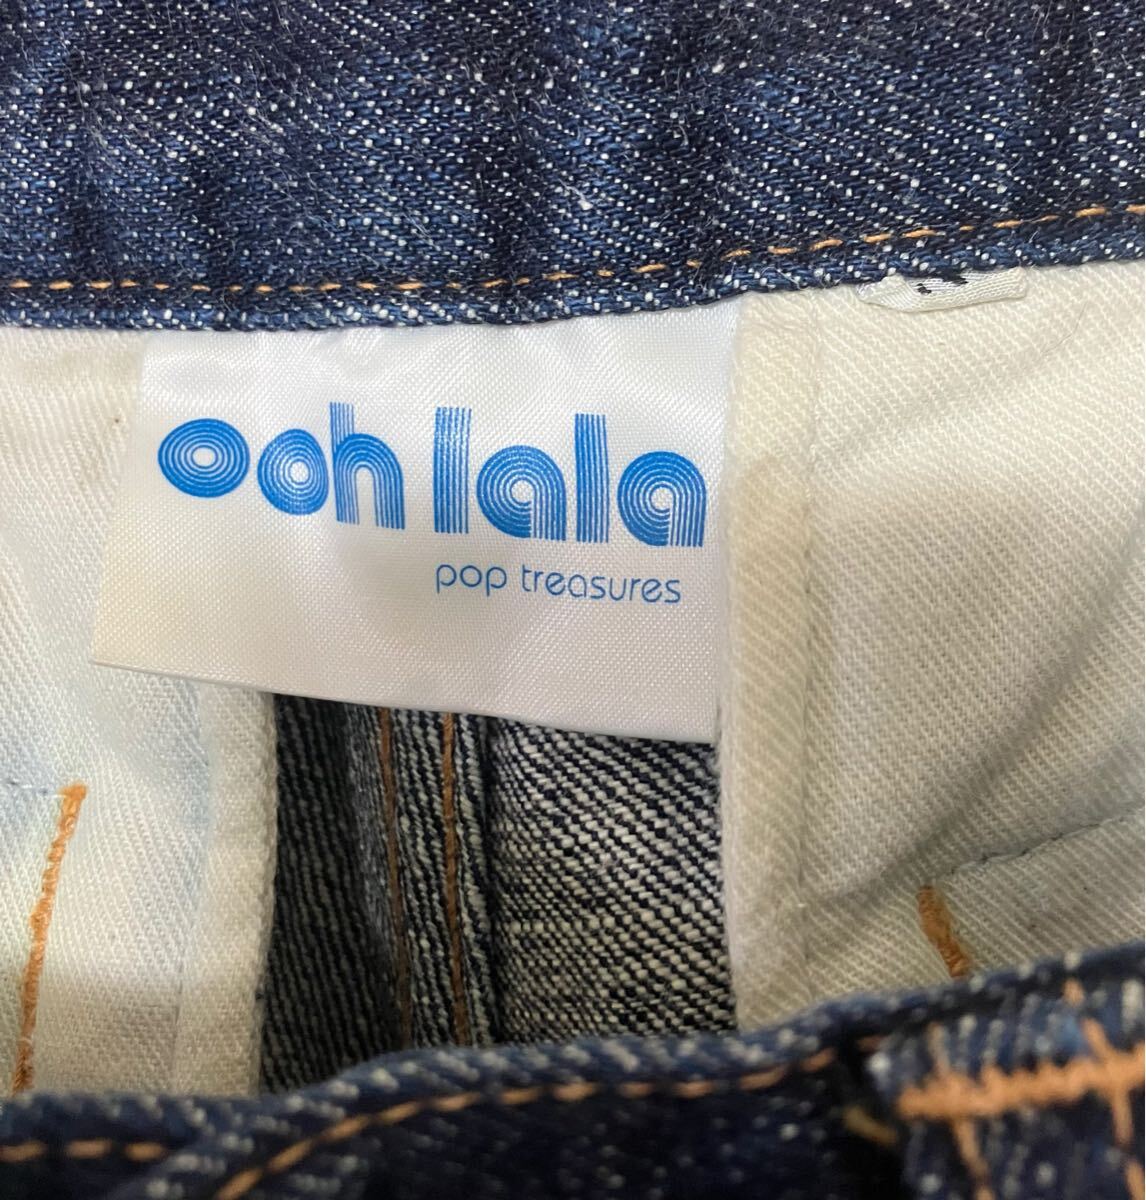 ooh lala
pop treasures